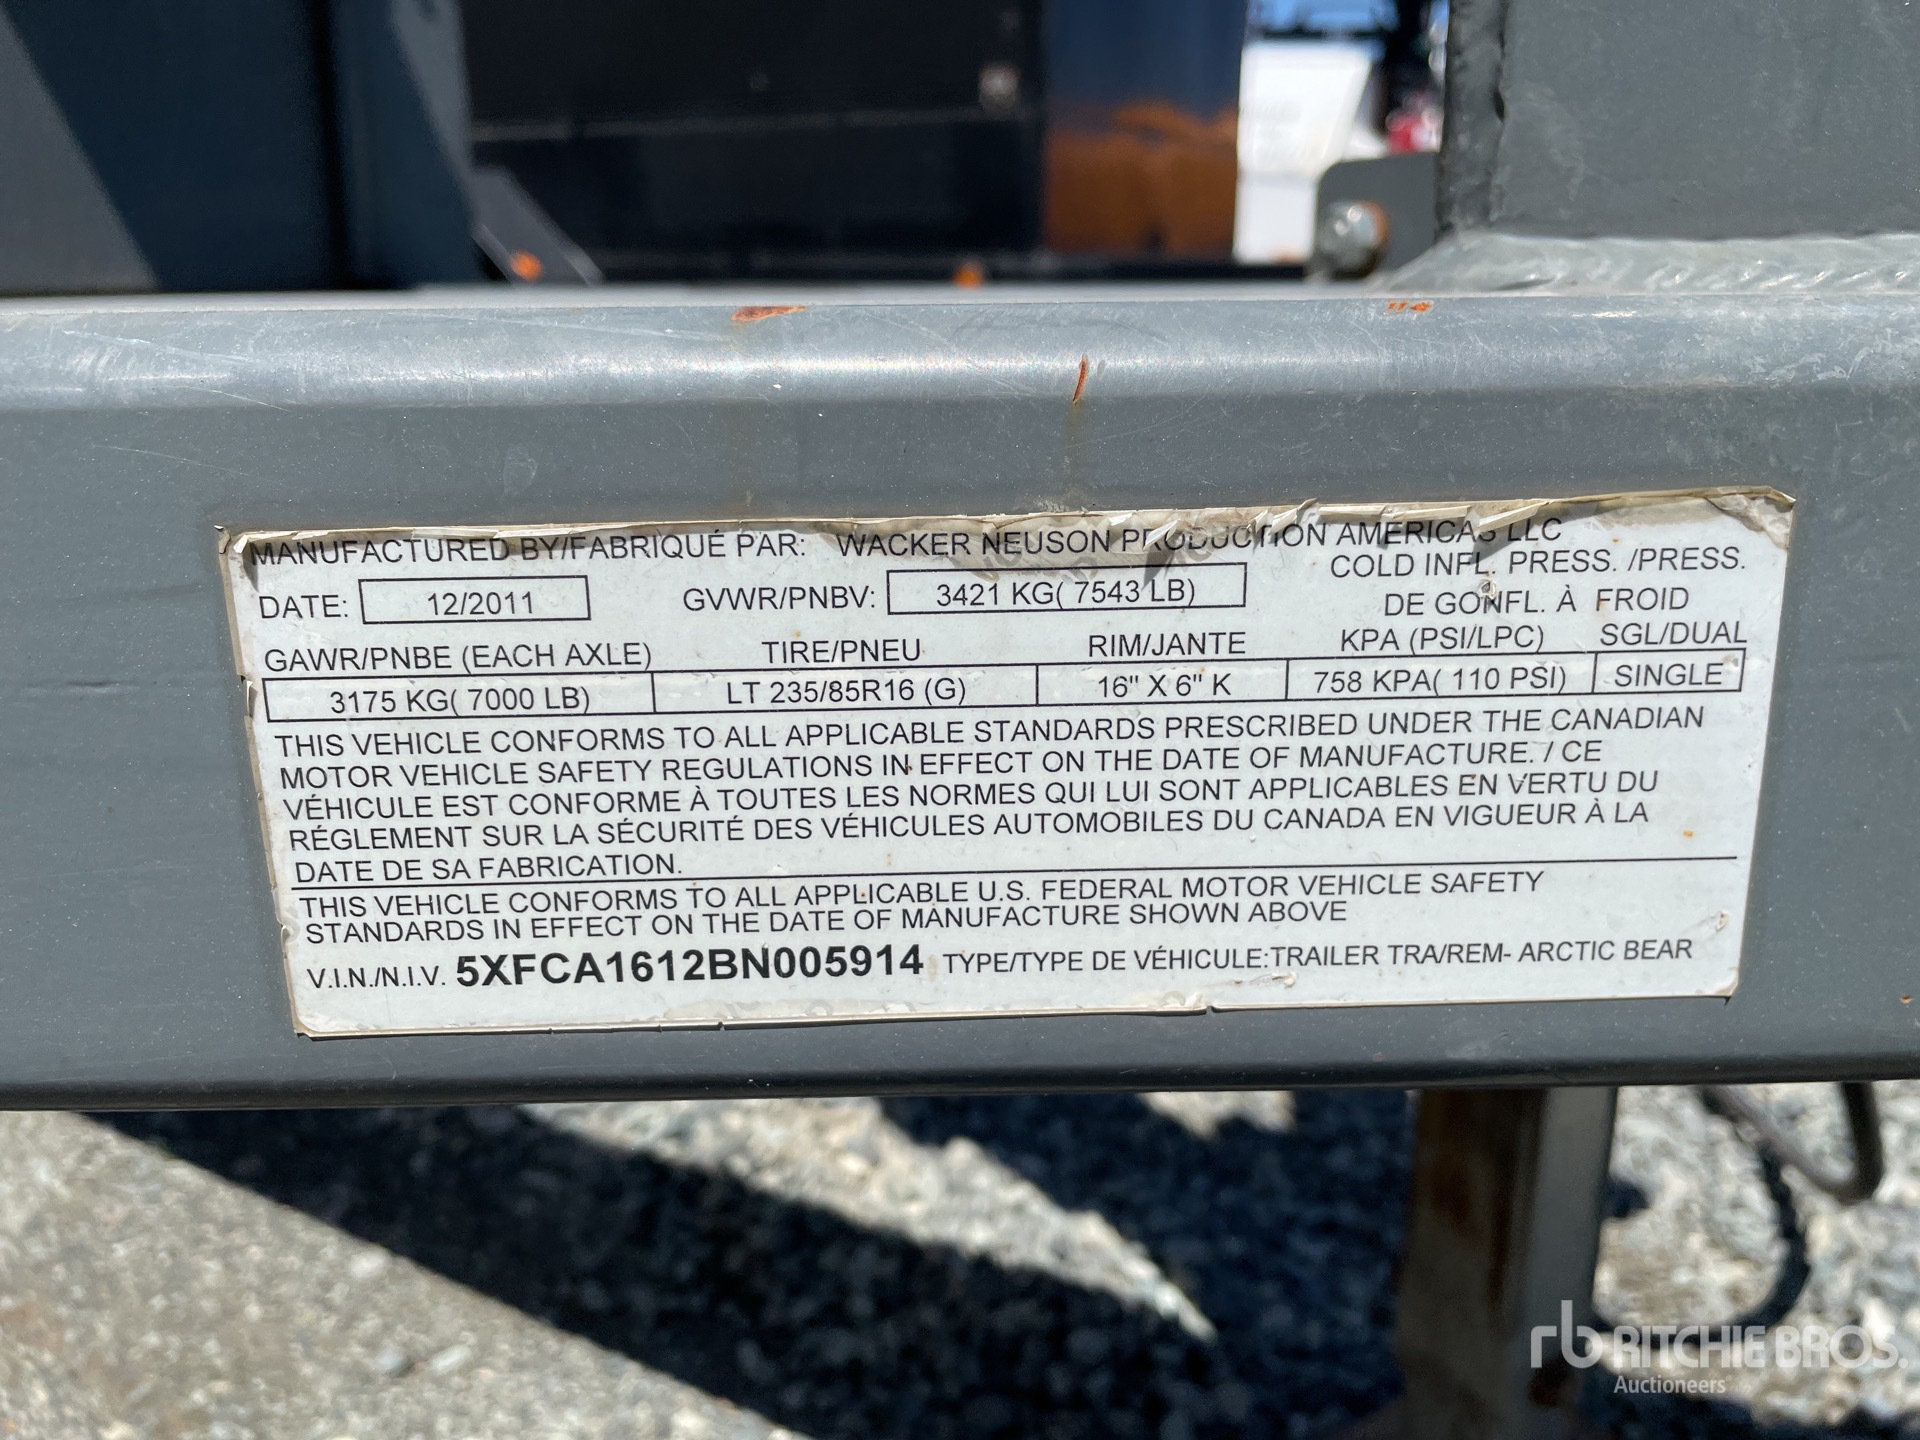 MANUFACTURED BY/FABRIQUÉ PAR: WACKER NEUSON PRODUCTION AMERICAS LLC
COLD INFL. PRESS. /PRESS.
DATE: 12/2011 GVWR/PNBV: 3421 KG( 7543 LB) DE GONFL. À FROID
GAWR/PNBE (EACH AXLE) TIRE/PNEU RIM/JANTE KPA (PSI/LPC) SGL/DUAL
3175 KG( 7000 LB) LT 235/85R16 (G) 16" X 6" K 758 KPA( 110 PSI) SINGLE
THIS VEHICLE CONFORMS TO ALL APPLICABLE STANDARDS PRESCRIBED UNDER THE CANADIAN
MOTOR VEHICLE SAFETY REGULATIONS IN EFFECT ON THE DATE OF MANUFACTURE. / CE
VÉHICULE EST CONFORME À TOUTES LES NORMES QUI LUI SONT APPLICABLES EN VERTU DU
RÉGLEMENT SUR LA SÉCURITÉ DES VÉHICULES AUTOMOBILES DU CANADA EN VIGUEUR À LA
DATE DE SA FABRICATION.
THIS VEHICLE CONFORMS TO ALL APPLICABLE U.S. FEDERAL MOTOR VEHICLE SAFETY
STANDARDS IN EFFECT ON THE DATE OF MANUFACTURE SHOWN ABOVE
V.I.N./N.I.V. 5XFCA1612BN005914 TYPE/TYPE DE VÉHICULE:TRAILER TRA/REM- ARCTIC BEAR
rb RITCHIE BROS.
Auctioneers